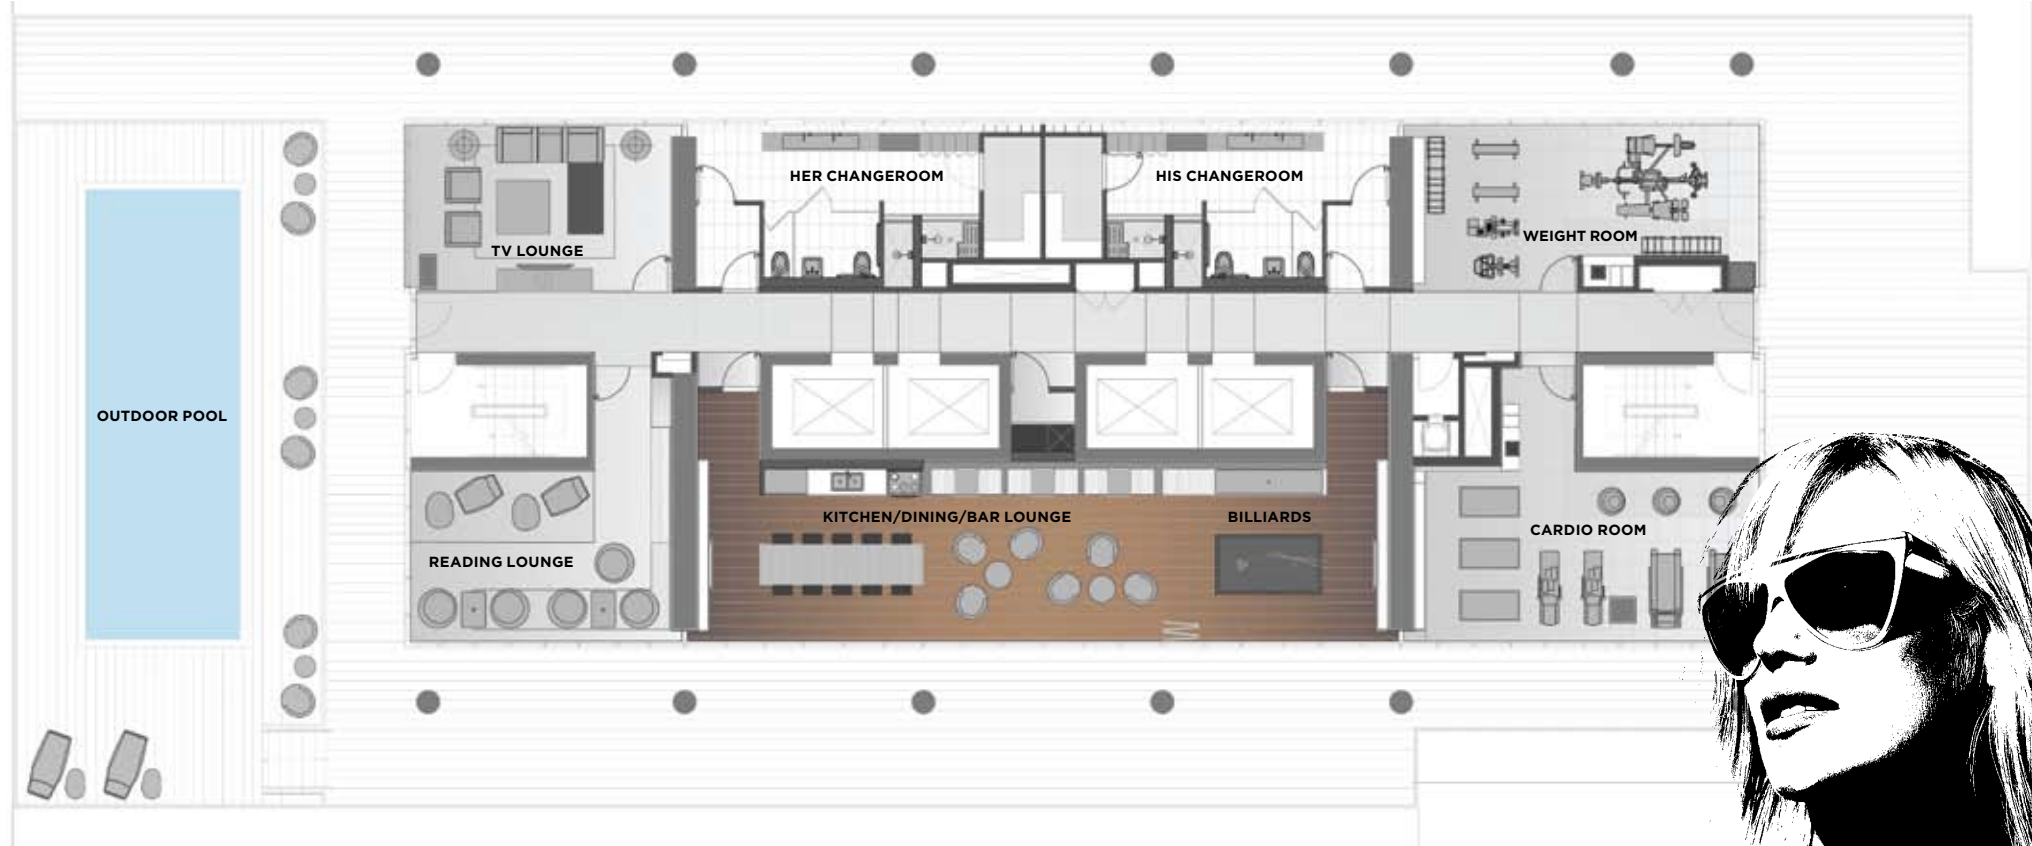 HER CHANGEROOM
HIS CHANGEROOM
WEIGHT ROOM
TV LOUNGE
OUTDOOR POOL
KITCHEN/DINING/BAR LOUNGE
BILLIARDS
CARDIO ROOM
READING LOUNGE